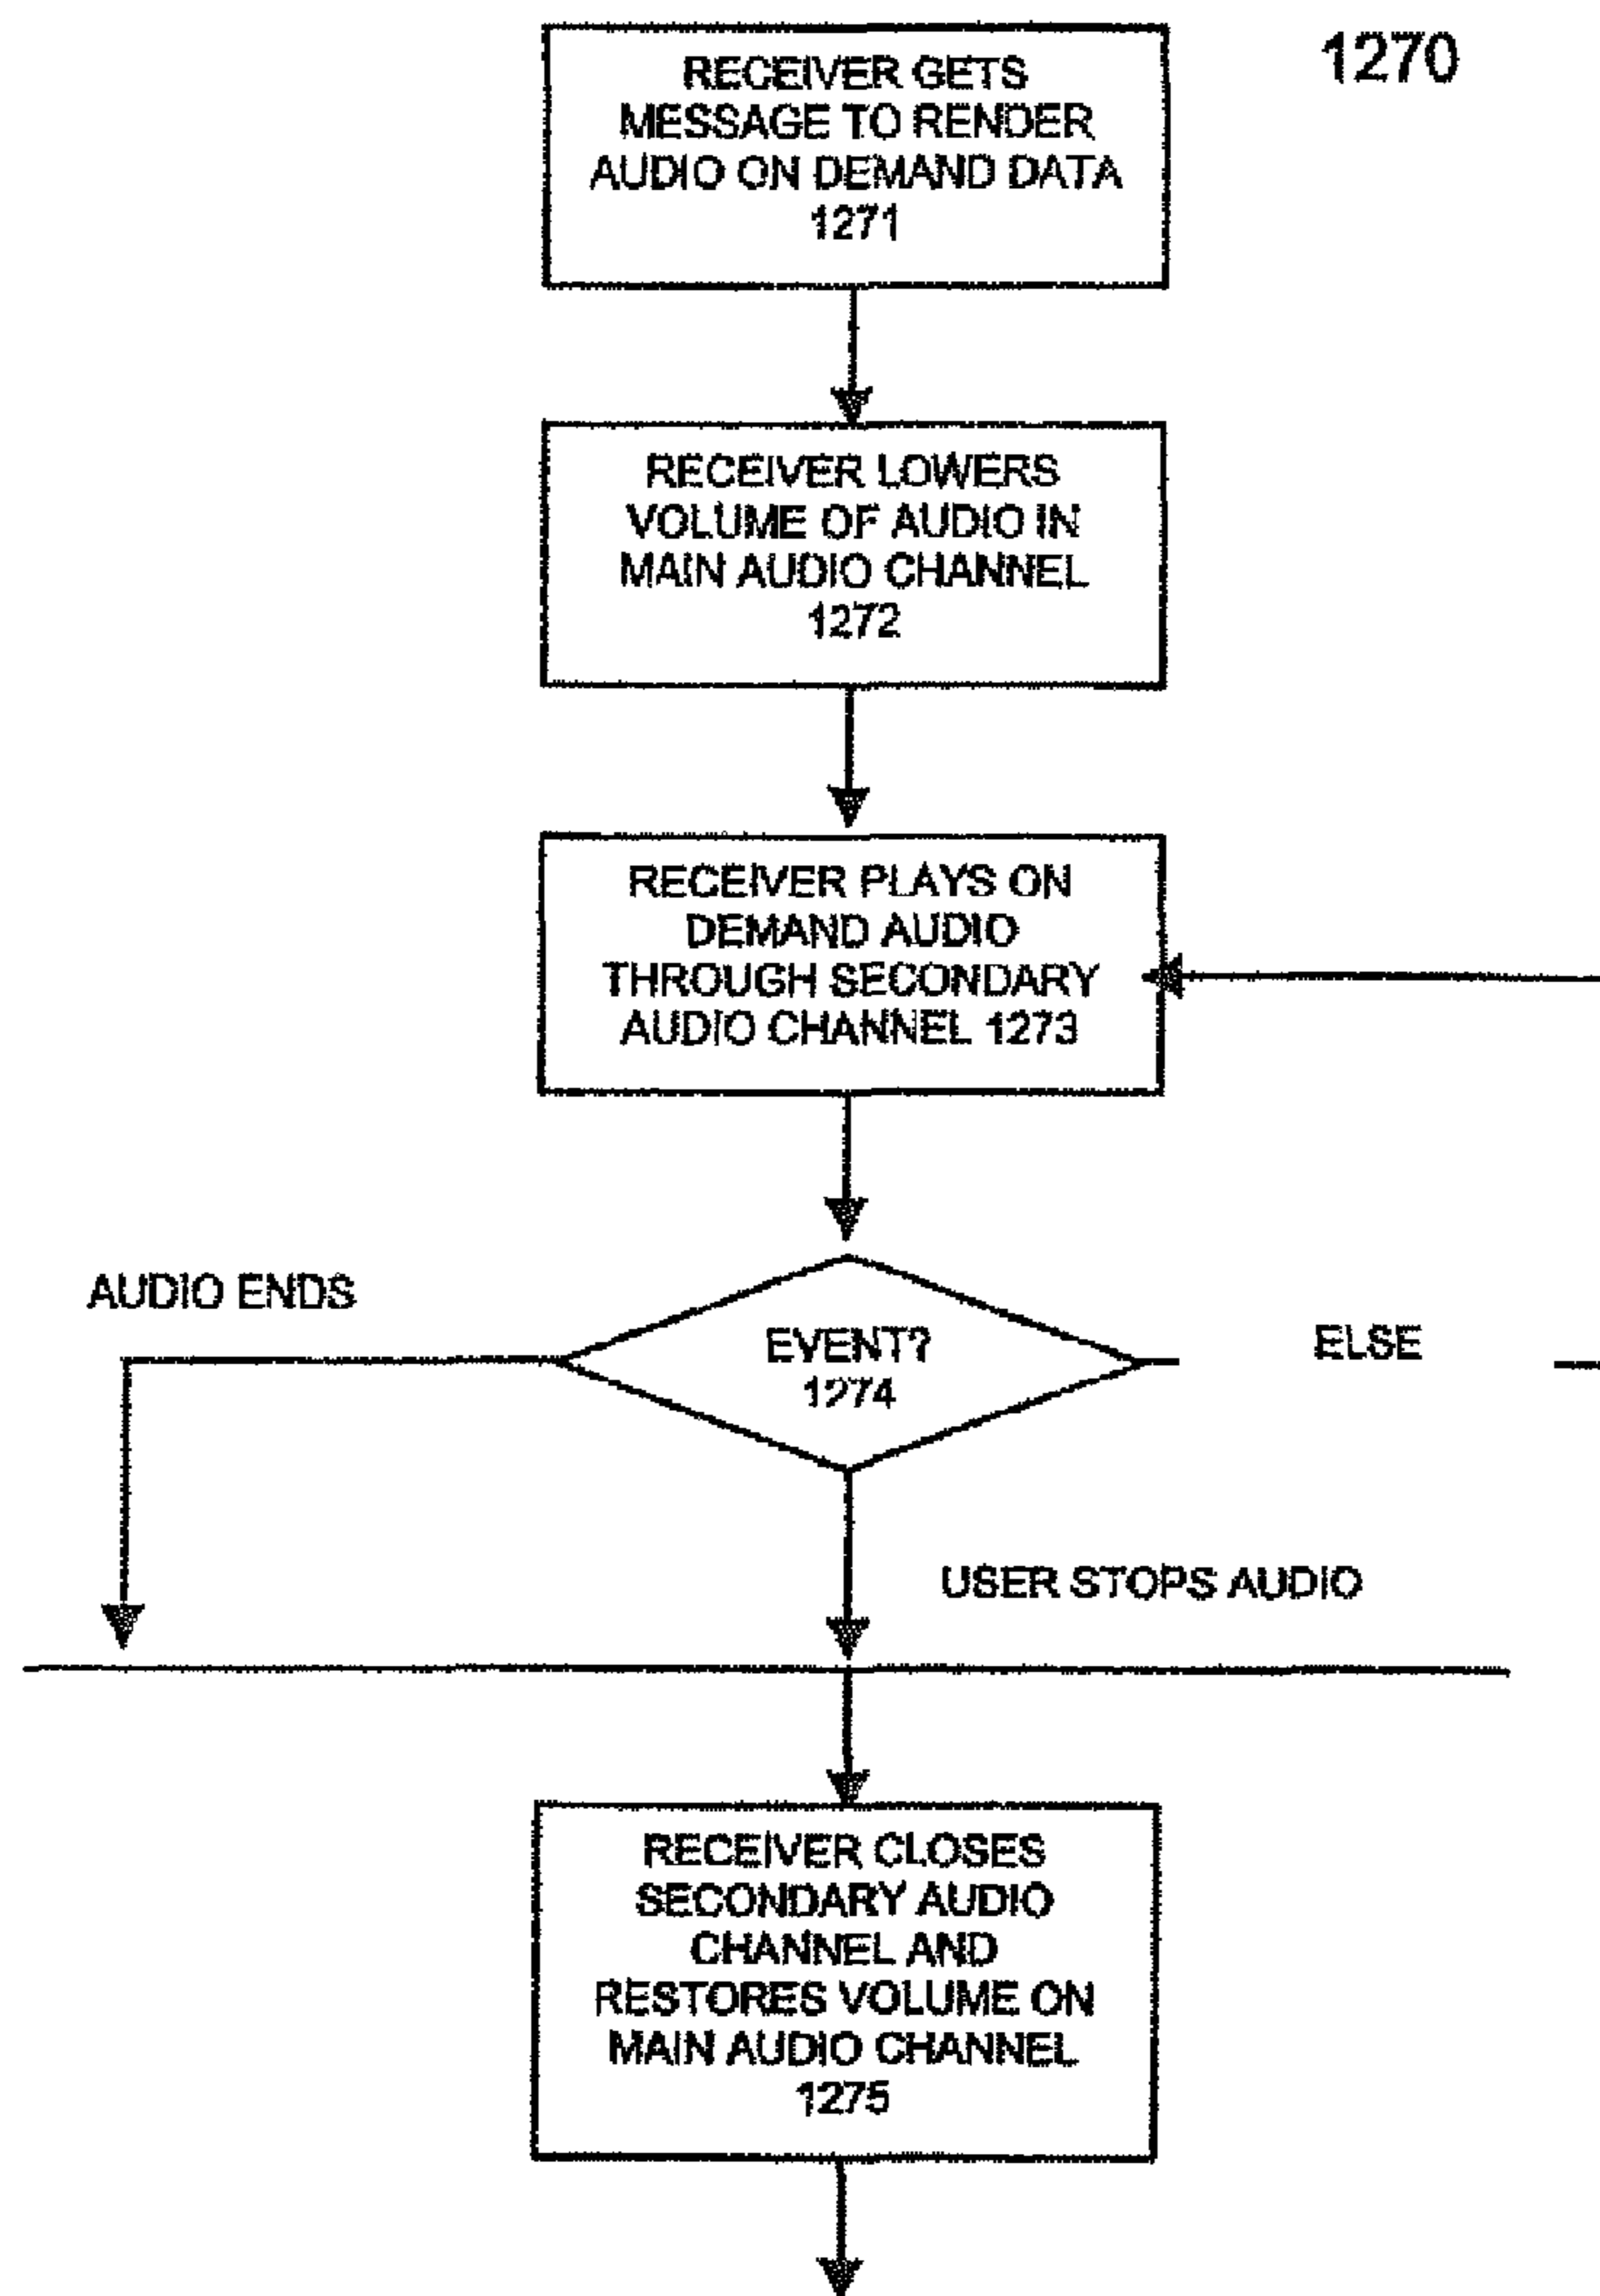 1270
RECEIVER GETS
MESSAGE TO RENDER
AUDIO ON DEMAND DATA
1271
RECEIVER LOWERS
VOLUME OF AUDIO IN
MAIN AUDIO CHANNEL
1272
RECEIVER PLAYS ON
DEMAND AUDIO
THROUGH SECONDARY
AUDIO CHANNEL 1273
AUDIO ENDS
EVENT?
1274
ELSE
USER STOPS AUDIO
RECEIVER CLOSES
SECONDARY AUDIO
CHANNEL AND
RESTORES VOLUME ON
MAIN AUDIO CHANNEL
1275